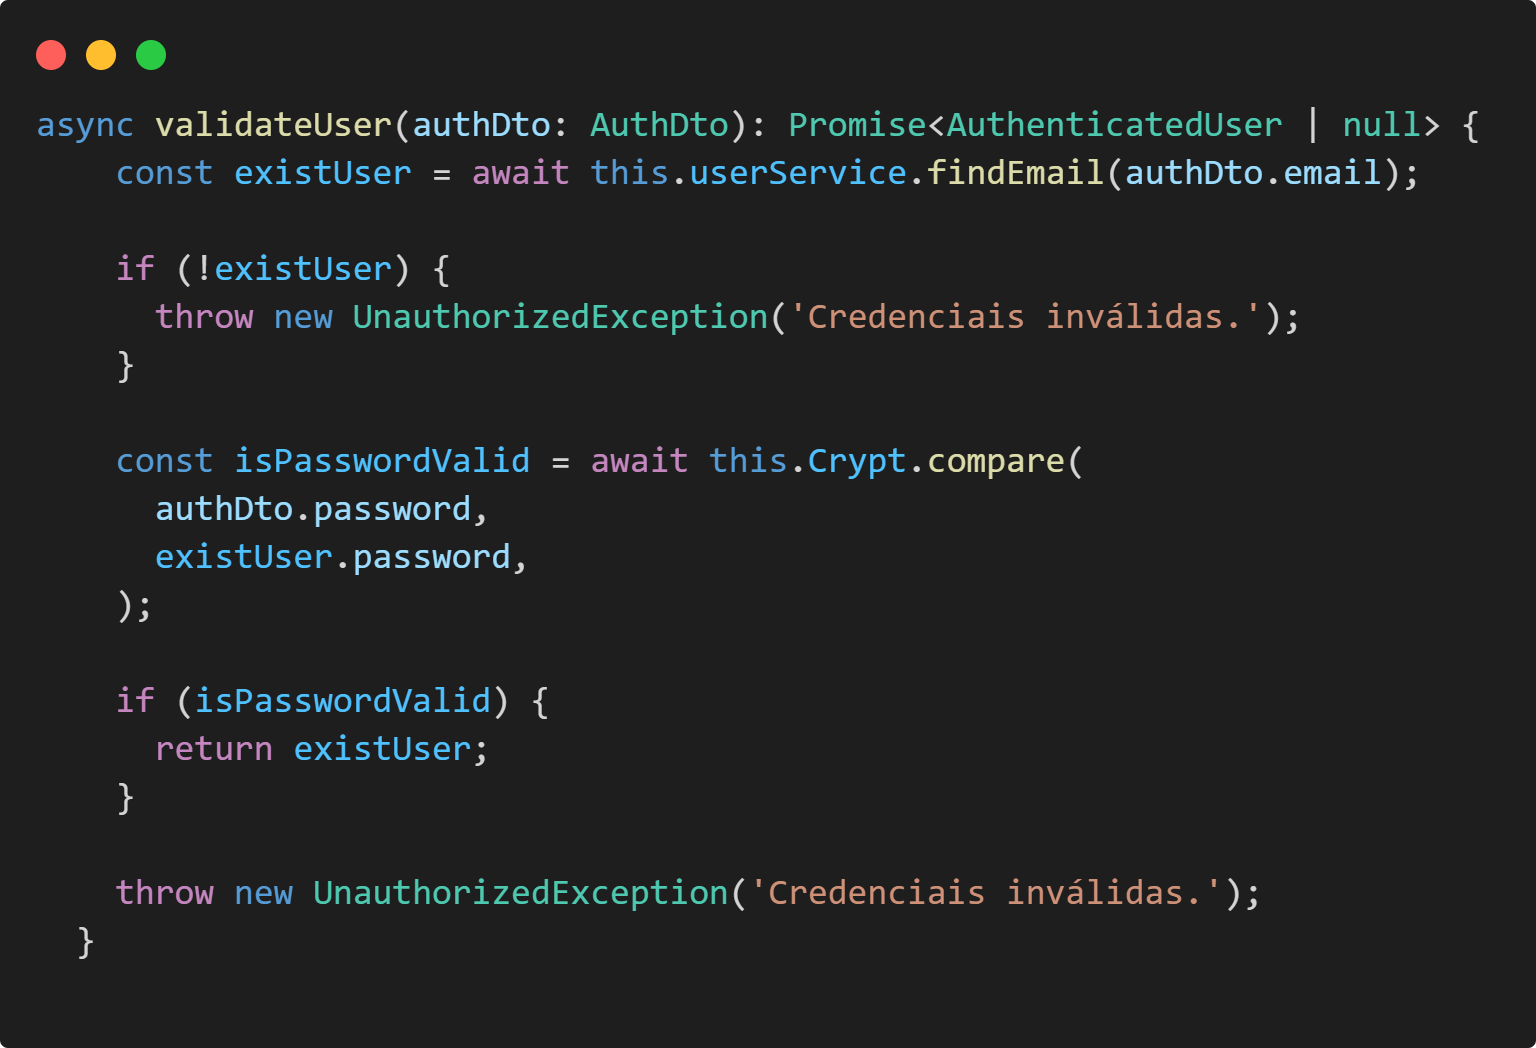 async validateUser(authDto: AuthDto): Promise<AuthenticatedUser | null> {
    const existUser = await this.userService.findEmail(authDto.email);

    if (!existUser) {
      throw new UnauthorizedException('Credenciais inválidas.');
    }

    const isPasswordValid = await this.Crypt.compare(
      authDto.password,
      existUser.password,
    );

    if (isPasswordValid) {
      return existUser;
    }

    throw new UnauthorizedException('Credenciais inválidas.');
  }